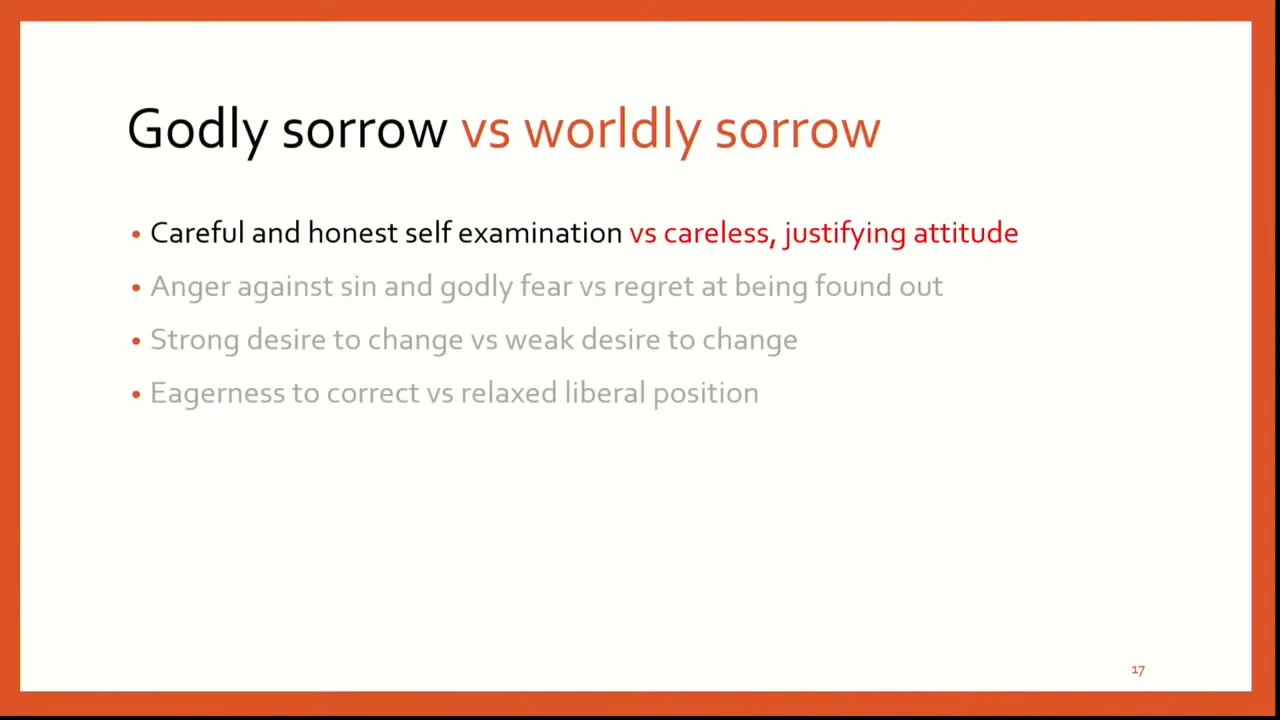 Godly sorrow vs worldly sorrow
• Careful and honest self examination vs careless, justifying attitude
• Anger against sin and godly fear vs regret at being found out
• Strong desire to change vs weak desire to change
• Eagerness to correct vs relaxed liberal position
17